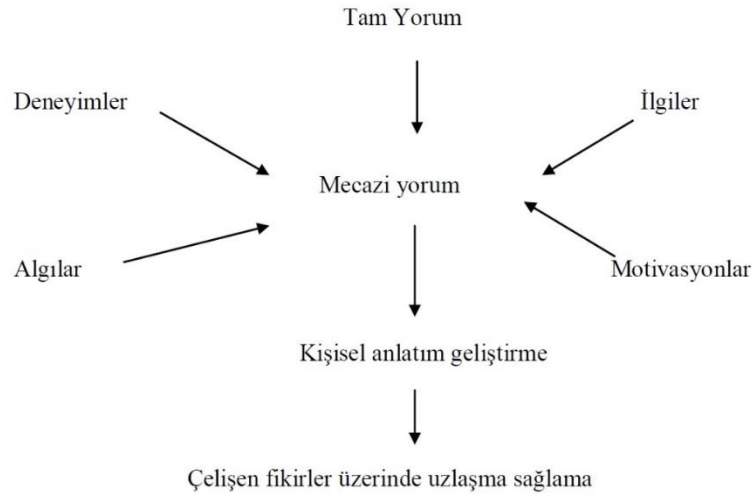 Tam Yorum
Deneyimler
İlgiler
Mecazi yorum
Algılar
Motivasyonlar
Kişisel anlatım geliştirme
Çelişen fikirler üzerinde uzlaşma sağlama